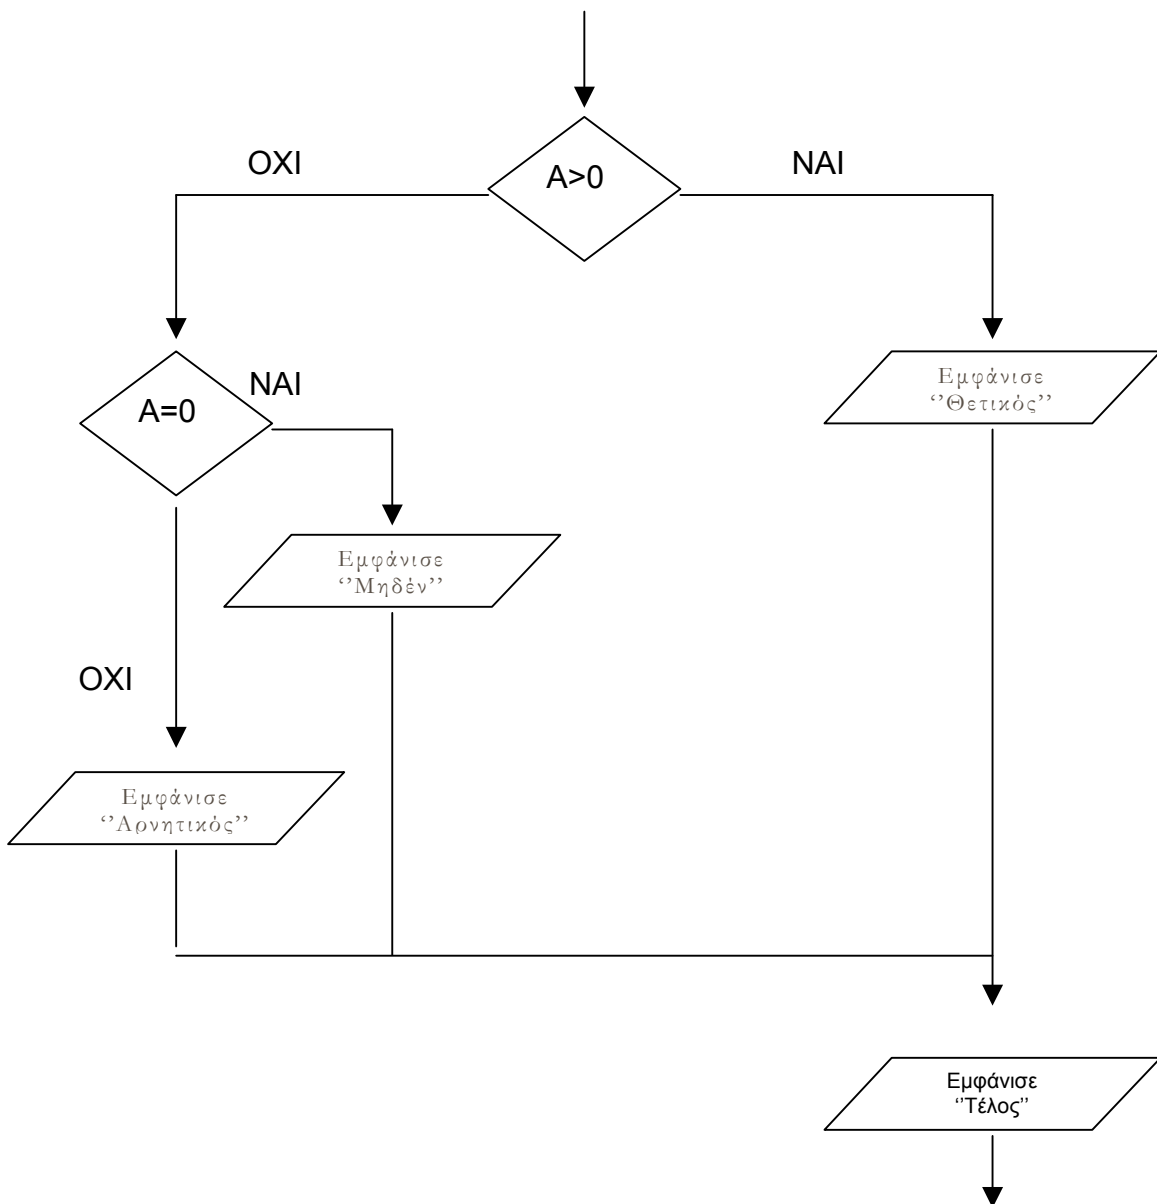 ΟΧΙ
Α>0
ΝΑΙ
Α=0
ΝΑΙ
Εμφάνισε
‘’Θετικός’’
Εμφάνισε
‘’Μηδέν’’
ΟΧΙ
Εμφάνισε
‘’Αρνητικός’’
Εμφάνισε
‘’Τέλος’’